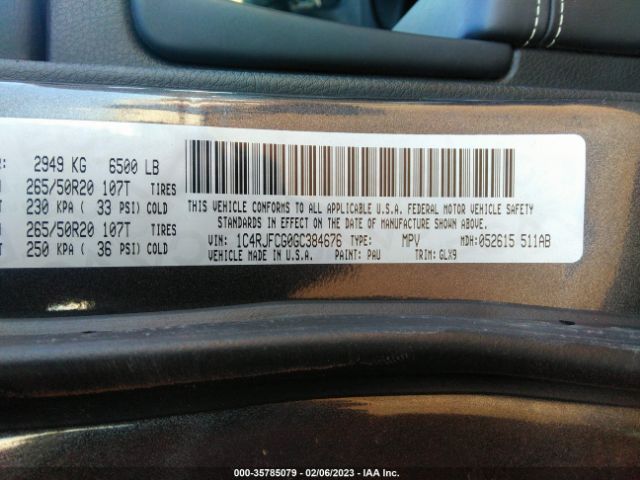 R: 2949 KG 6500 LB
265/50R20 107T TIRES
230 KPA ( 33 PSI) COLD
265/50R20 107T TIRES
250 KPA ( 36 PSI) COLD
THIS VEHICLE CONFORMS TO ALL APPLICABLE U.S.A. FEDERAL MOTOR VEHICLE SAFETY
STANDARDS IN EFFECT ON THE DATE OF MANUFACTURE SHOWN ABOVE.
VIN: 1C4RJFCG0GC384676 TYPE: MPV MDH:052615 511AB
VEHICLE MADE IN U.S.A. PAINT: PAU TRIM: GLX9
000-35785079 - 02/06/2023 - IAA Inc.